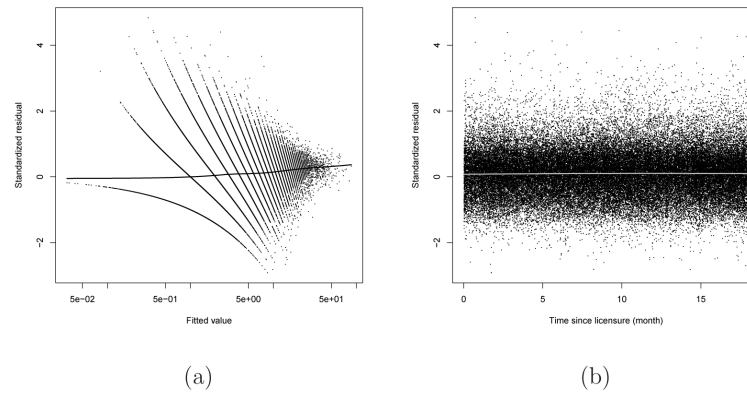 4
2
0
−2
Standardized residual
5e−02
5e−01
5e+00
5e+01
Fitted value
(a)
4
2
0
−2
Standardized residual
0
5
10
15
Time since licensure (month)
(b)